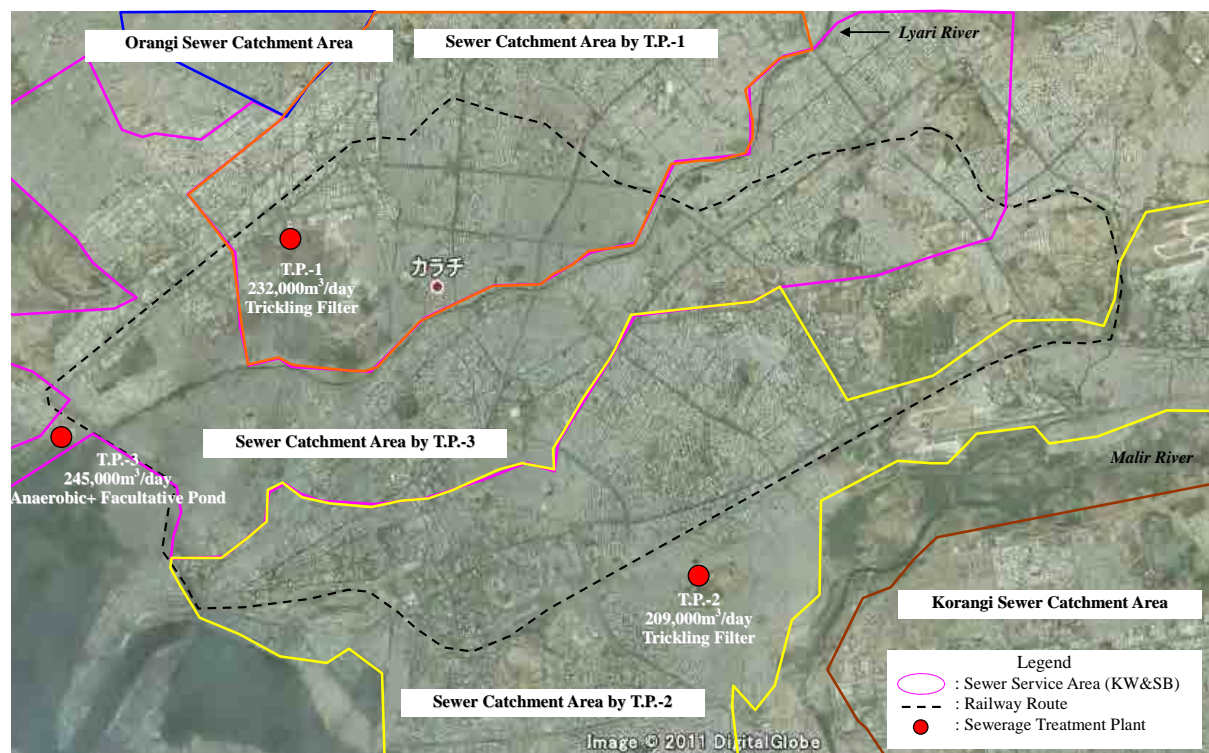 Orangi Sewer Catchment Area
Sewer Catchment Area by T.P.-1
Lyari River
T.P.-1
232,000m³/day
Trickling Filter
カラチ
Sewer Catchment Area by T.P.-3
T.P.-3
245,000m³/day
Anaerobic+ Facultative Pond
Malir River
T.P.-2
209,000m³/day
Trickling Filter
Korangi Sewer Catchment Area
Sewer Catchment Area by T.P.-2
Legend
: Sewer Service Area (KW&SB)
: Railway Route
: Sewerage Treatment Plant
Image © 2011 DigitalGlobe